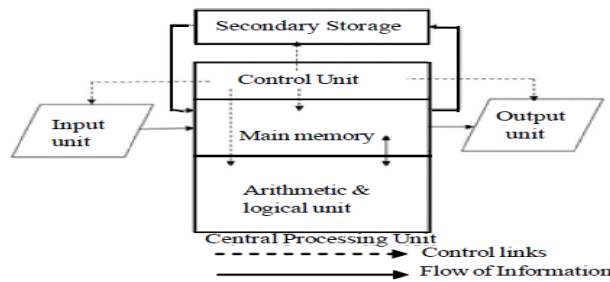 Secondary Storage
Control Unit
Input
unit
Main memory
Output
unit
Arithmetic &
logical unit
Central Processing Unit
Control links
Flow of Information